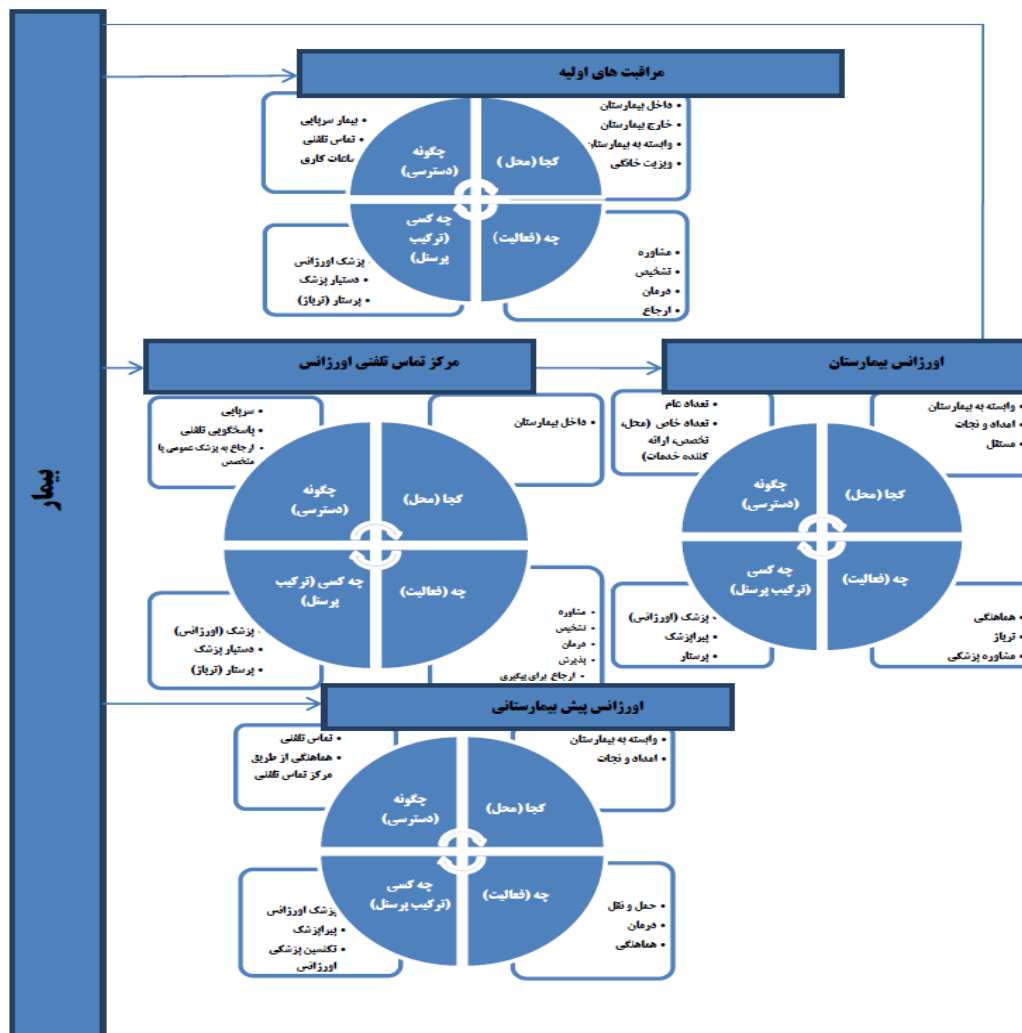 بیمار
مراقبت های اولیه
داخل بیمارستان
خارج بیمارستان
وابسته به بیمارستان
ویزیت خانگی
کجا (محل )
چگونه
(دسترسی)
بیمار سرپایی
تماس تلفنی
کاری
مشاوره
تشخیص
درمان
ارجاع
چه (فعالیت)
چه کسی
(ترکیب
پرسنل)
پزشک اورژانس
دستیار پزشک
پرستار (تریاژ)
مرکز تماس تلفنی اورژانس
داخل بیمارستان
کجا (محل)
چگونه
(دسترسی)
سرپایی
پاسخگویی تلفنی
ارجاع به پزشک عمومی یا
متخصص
مشاوره
تشخیص
درمان
پذیرش
ارجاع برای پیگیری
چه (فعالیت)
چه کسی (ترکیب
پرسنل)
پزشک (اورژانس)
دستیار پزشک
پرستار (تریاژ)
اورژانس بیمارستان
وابسته به بیمارستان
امداد و نجات
مستقل
کجا (محل)
چگونه
(دسترسی)
تعداد عام
تعداد خاص (محل،
تخصص، ارائه
کننده خدمات)
هماهنگی
تریاژ
مشاوره پزشکی
چه (فعالیت)
چه کسی
(ترکیب پرسنل)
پزشک (اورژانس)
پیراپزشک
پرستار
اورژانس پیش بیمارستانی
وابسته به بیمارستان
امداد و نجات
کجا (محل)
چگونه
(دسترسی)
تماس تلفنی
هماهنگی از طریق
مرکز تماس تلفنی
حمل و نقل
درمان
هماهنگی
چه (فعالیت)
چه کسی
(ترکیب پرسنل)
پزشک اورژانس
پیراپزشک
تکنسین پزشکی
اورژانس